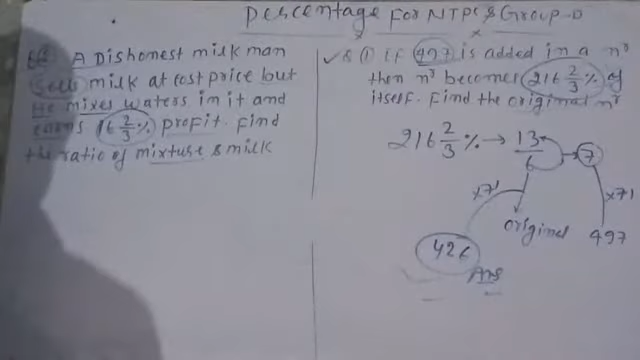 Percentage For NTPC & Group-D
A Dishonest milk man
Sells milk at cost price but
He mixes waters in it and
earns 16 2/3 % profit. Find
the ratio of mixture & milk
(1) If 497 is added in a nº
then nº becomes 216 2/3 % of
itself. Find the original nº
216 2/3 % → 13/6 → 7
×71 ×71
original 497
426
Ans